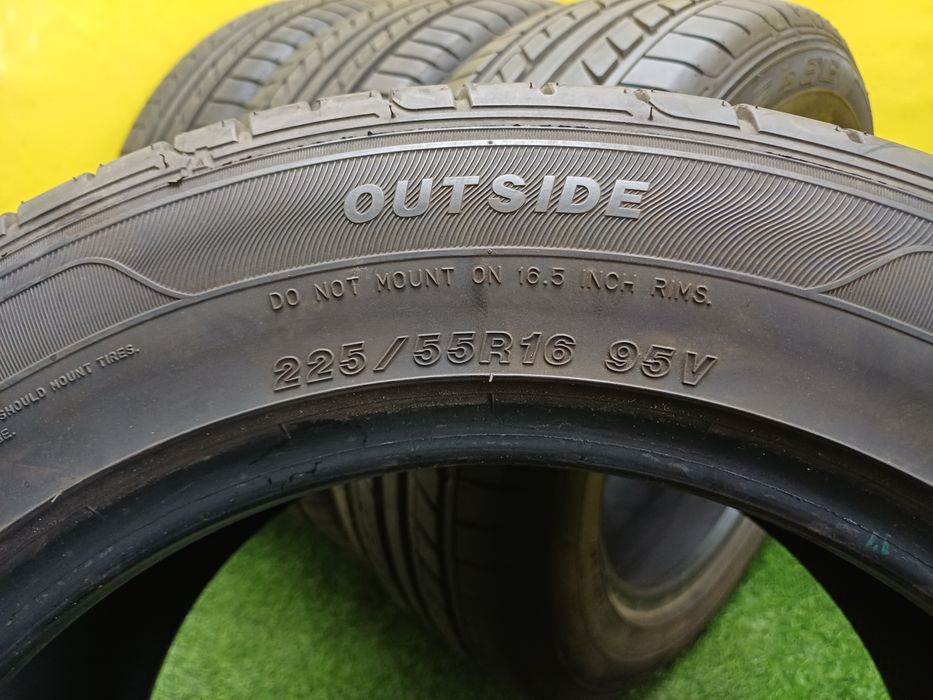 OUTSIDE
DO NOT MOUNT ON 16.5 INCH RIMS.
225/55R16 95V
SHOULD MOUNT TIRES.